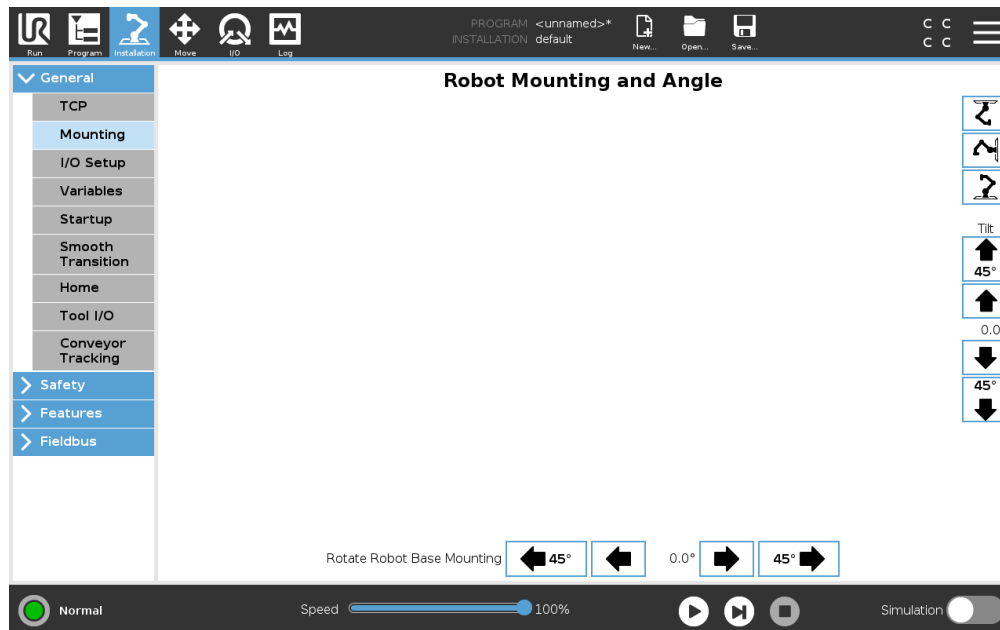 PROGRAM <unnamed>*
INSTALLATION default
C C
C C
UR
Run
Program
Installation
Move
I/O
Log
New...
Open...
Save...
General
TCP
Mounting
I/O Setup
Variables
Startup
Smooth
Transition
Home
Tool I/O
Conveyor
Tracking
Safety
Features
Fieldbus
Robot Mounting and Angle
Tilt
45°
0.0
45°
Rotate Robot Base Mounting 45° 0.0° 45°
Normal
Speed 100%
Simulation